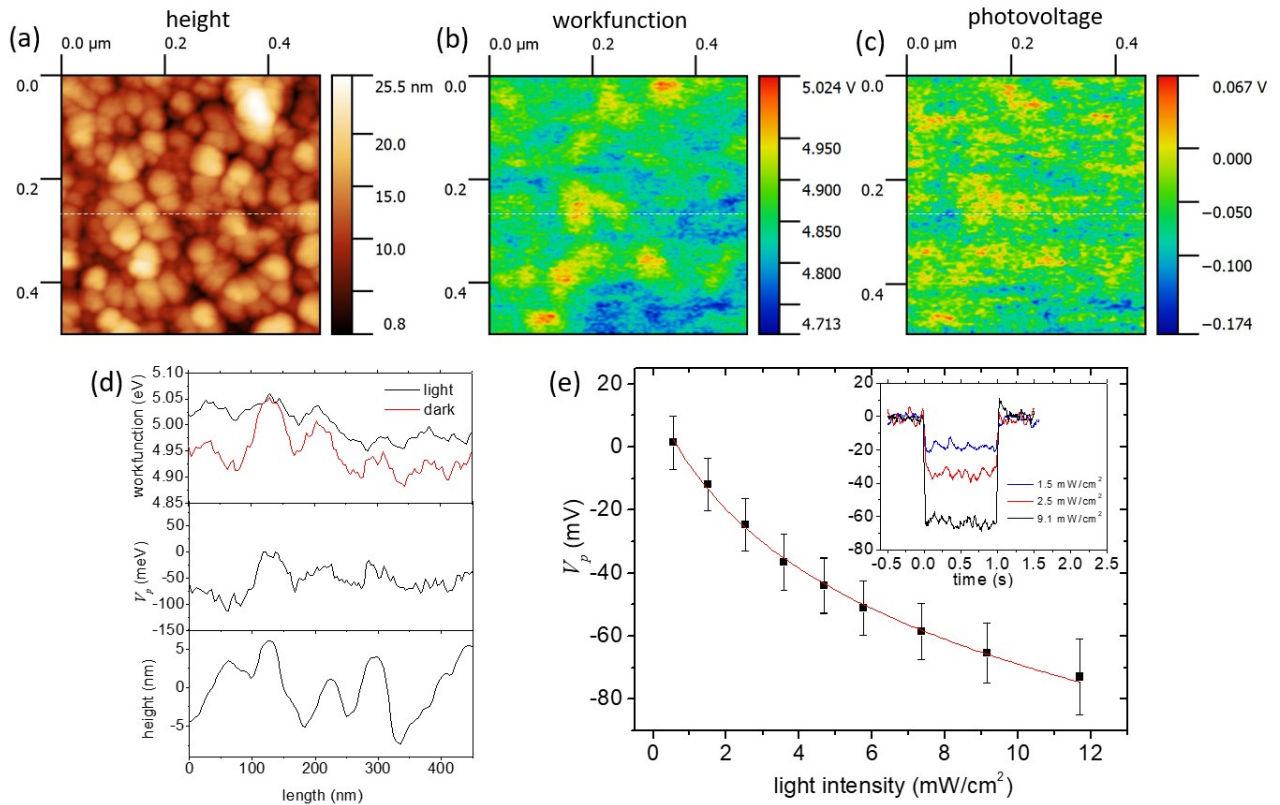 height
workfunction
photovoltage
(a)
0.0 µm
0.2
0.4
0.0
0.2
0.4
25.5 nm
20.0
15.0
10.0
0.8
(b)
0.0 µm
0.2
0.4
0.0
0.2
0.4
5.024 V
4.950
4.900
4.850
4.800
4.713
(c)
0.0 µm
0.2
0.4
0.0
0.2
0.4
0.067 V
0.000
−0.050
−0.100
−0.174
(d)
workfunction (eV)
5.10
5.05
5.00
4.95
4.90
4.85
light
dark
V_p (meV)
50
0
-50
-100
-150
height (nm)
5
0
-5
0
100
200
300
400
length (nm)
(e)
V_p (mV)
20
0
-20
-40
-60
-80
0
2
4
6
8
10
12
light intensity (mW/cm²)
20
0
-20
-40
-60
-80
1.5 mW/cm²
2.5 mW/cm²
9.1 mW/cm²
-0.5
0.0
0.5
1.0
1.5
2.0
2.5
time (s)